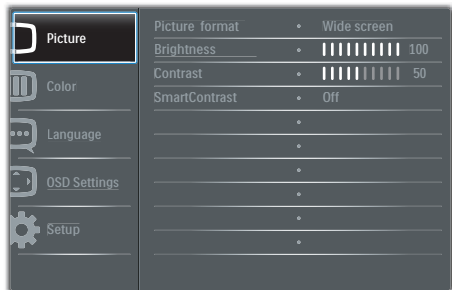 Picture
Color
Language
OSD Settings
Setup
Picture format Wide screen
Brightness 100
Contrast 50
SmartContrast Off